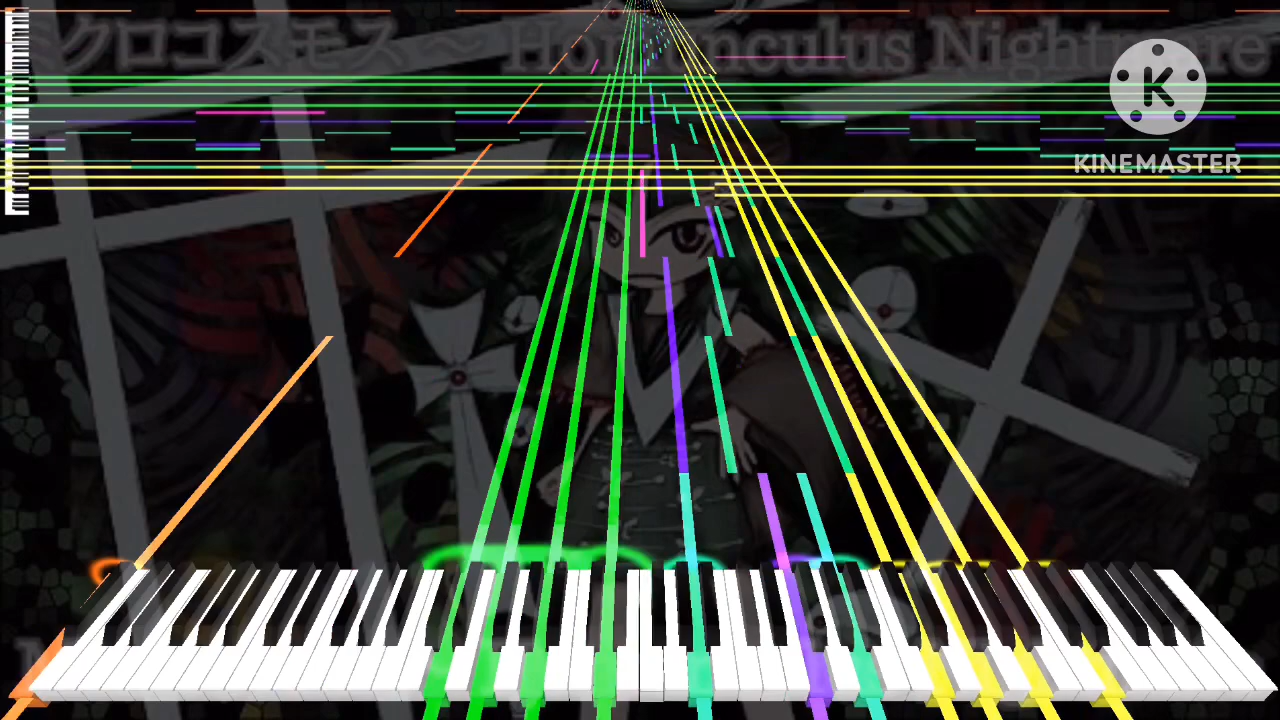 クロコスモス ～ Homunculus Nightmare
K
KINEMASTER